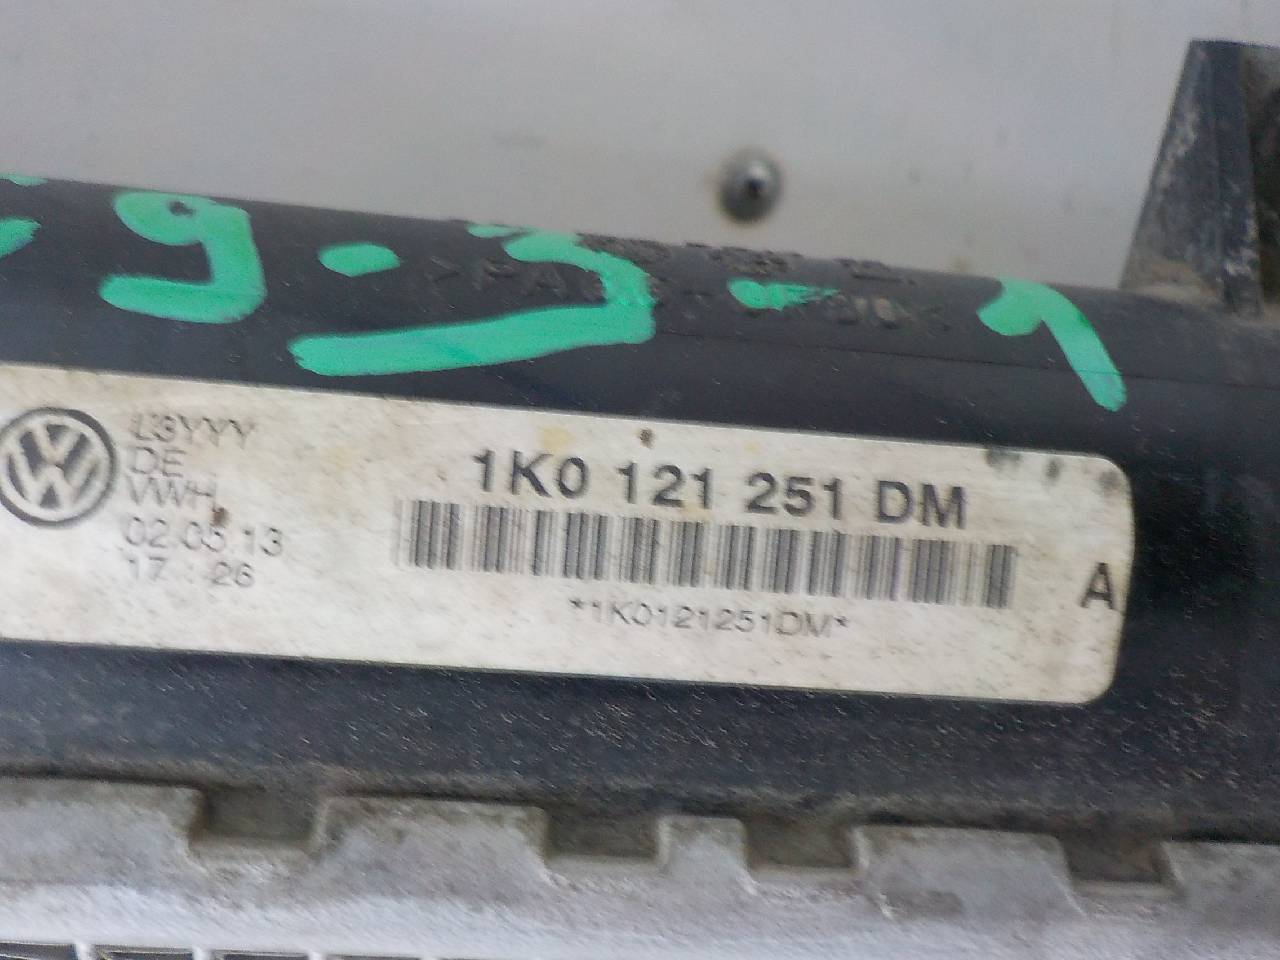 L3YYY
DE
VWH
02.05.13
17 : 26
1K0 121 251 DM
*1K0121251DM*
A